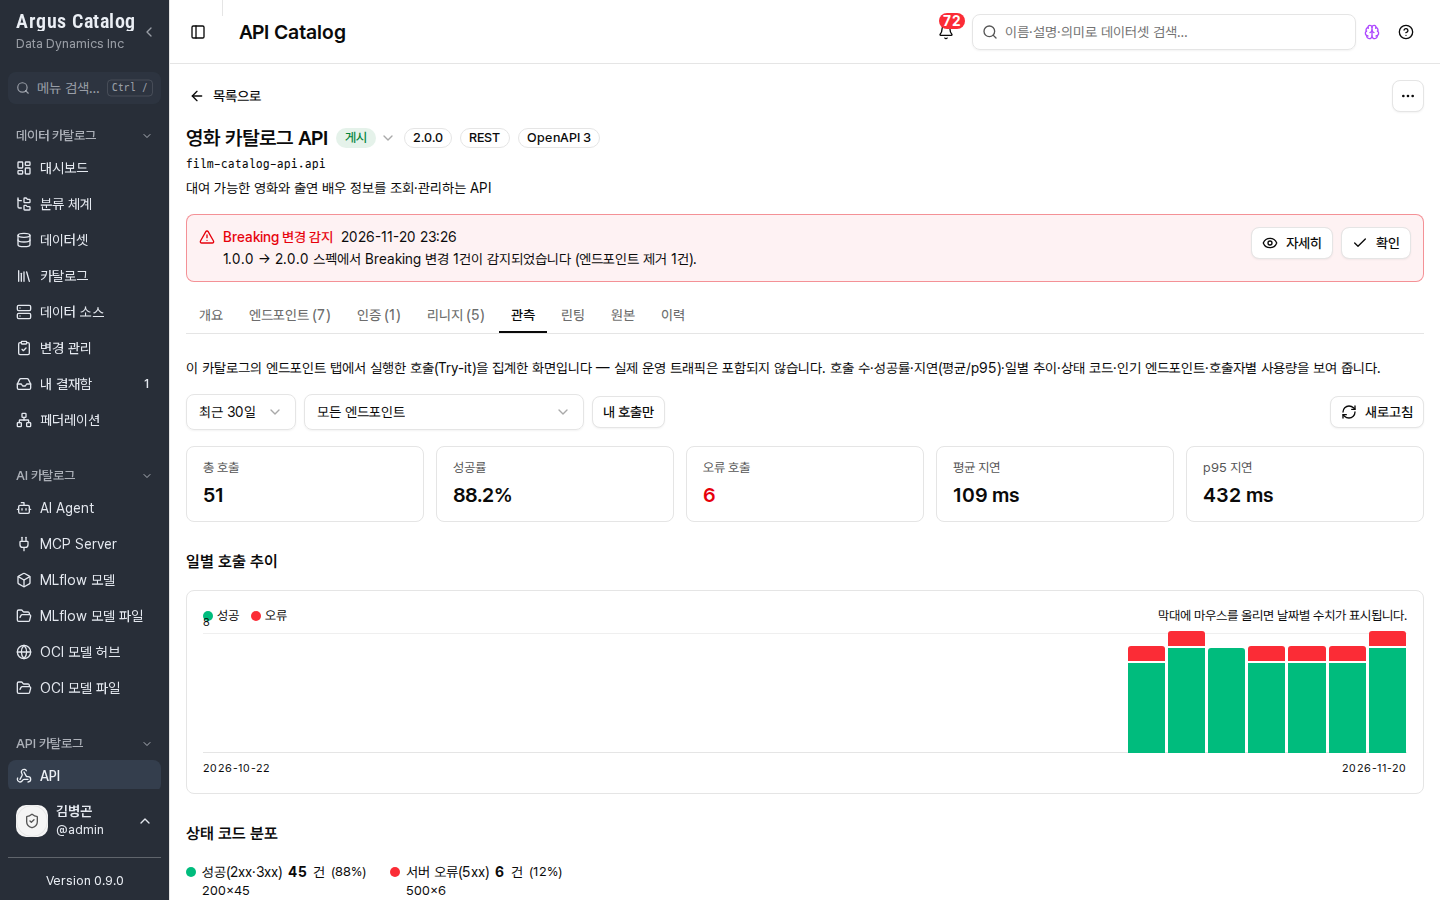 Argus Catalog
Data Dynamics Inc
메뉴 검색... Ctrl /
데이터 카탈로그
대시보드
분류 체계
데이터셋
카탈로그
데이터 소스
변경 관리
내 결재함 1
페더레이션
AI 카탈로그
AI Agent
MCP Server
MLflow 모델
MLflow 모델 파일
OCI 모델 허브
OCI 모델 파일
API 카탈로그
API
김병곤
@admin
Version 0.9.0
API Catalog
72
이름·설명·의미로 데이터셋 검색...
목록으로
영화 카탈로그 API 게시 2.0.0 REST OpenAPI 3
film-catalog-api.api
대여 가능한 영화와 출연 배우 정보를 조회·관리하는 API
Breaking 변경 감지 2026-11-20 23:26
1.0.0 → 2.0.0 스펙에서 Breaking 변경 1건이 감지되었습니다 (엔드포인트 제거 1건).
자세히 확인
개요 엔드포인트 (7) 인증 (1) 리니지 (5) 관측 린팅 원본 이력
이 카탈로그의 엔드포인트 탭에서 실행한 호출(Try-it)을 집계한 화면입니다 — 실제 운영 트래픽은 포함되지 않습니다. 호출 수·성공률·지연(평균/p95)·일별 추이·상태 코드·인기 엔드포인트·호출자별 사용량을 보여 줍니다.
최근 30일 모든 엔드포인트 내 호출만 새로고침
총 호출 성공률 오류 호출 평균 지연 p95 지연
51 88.2% 6 109 ms 432 ms
일별 호출 추이
성공 오류 막대에 마우스를 올리면 날짜별 수치가 표시됩니다.
8
2026-10-22 2026-11-20
상태 코드 분포
성공(2xx·3xx) 45 건 (88%) 서버 오류(5xx) 6 건 (12%)
200×45 500×6